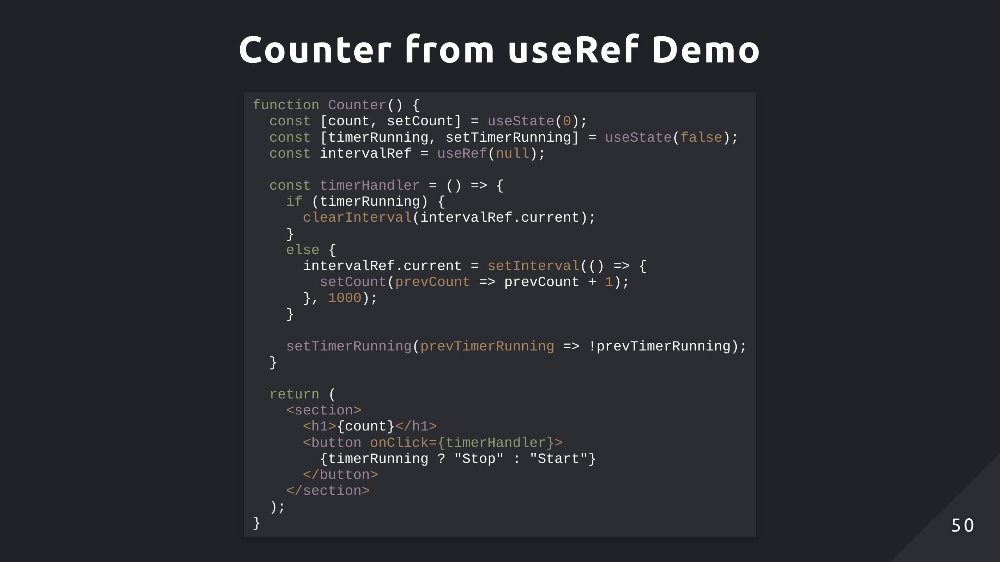 Counter from useRef Demo
function Counter() {
  const [count, setCount] = useState(0);
  const [timerRunning, setTimerRunning] = useState(false);
  const intervalRef = useRef(null);

  const timerHandler = () => {
    if (timerRunning) {
      clearInterval(intervalRef.current);
    }
    else {
      intervalRef.current = setInterval(() => {
        setCount(prevCount => prevCount + 1);
      }, 1000);
    }

    setTimerRunning(prevTimerRunning => !prevTimerRunning);
  }

  return (
    <section>
      <h1>{count}</h1>
      <button onClick={timerHandler}>
        {timerRunning ? "Stop" : "Start"}
      </button>
    </section>
  );
}
50